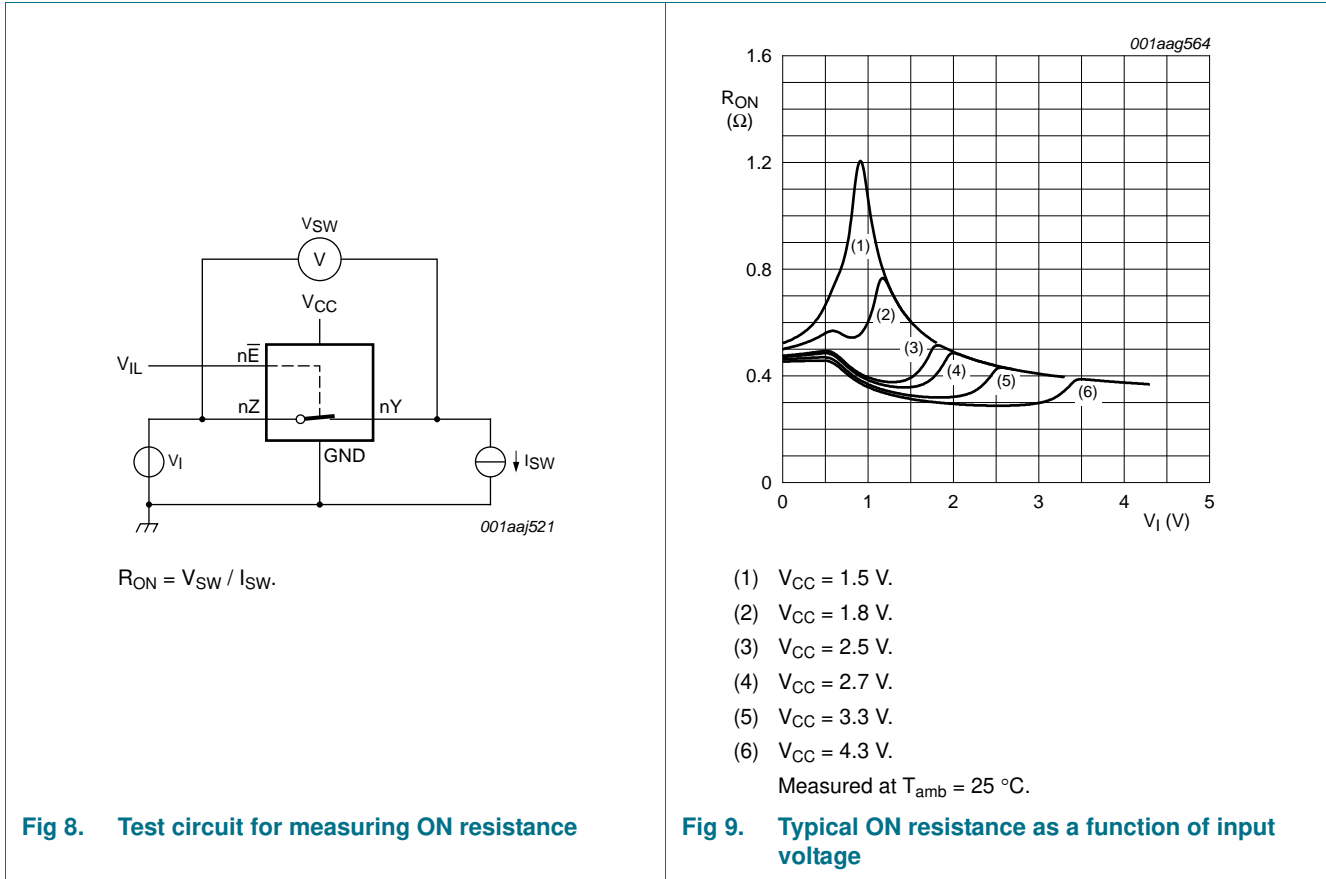 VSW
V
VCC
VIL
nE̅
nZ
nY
VI
GND
ISW
001aaj521
RON = VSW / ISW.
Fig 8. Test circuit for measuring ON resistance
001aag564
1.6
RON
(Ω)
1.2
0.8
0.4
0
(1)
(2)
(3)
(4)
(5)
(6)
0 1 2 3 4 5
VI (V)
(1) VCC = 1.5 V.
(2) VCC = 1.8 V.
(3) VCC = 2.5 V.
(4) VCC = 2.7 V.
(5) VCC = 3.3 V.
(6) VCC = 4.3 V.
Measured at Tamb = 25 °C.
Fig 9. Typical ON resistance as a function of input
voltage